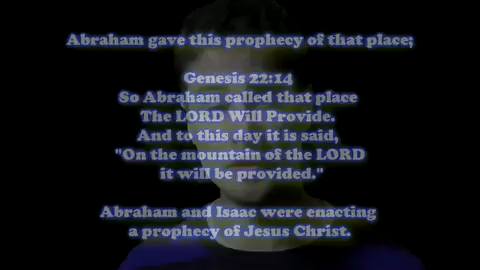 Abraham gave this prophecy of that place;
Genesis 22:14
So Abraham called that place
The LORD Will Provide.
And to this day it is said,
"On the mountain of the LORD
it will be provided."
Abraham and Isaac were enacting
a prophecy of Jesus Christ.